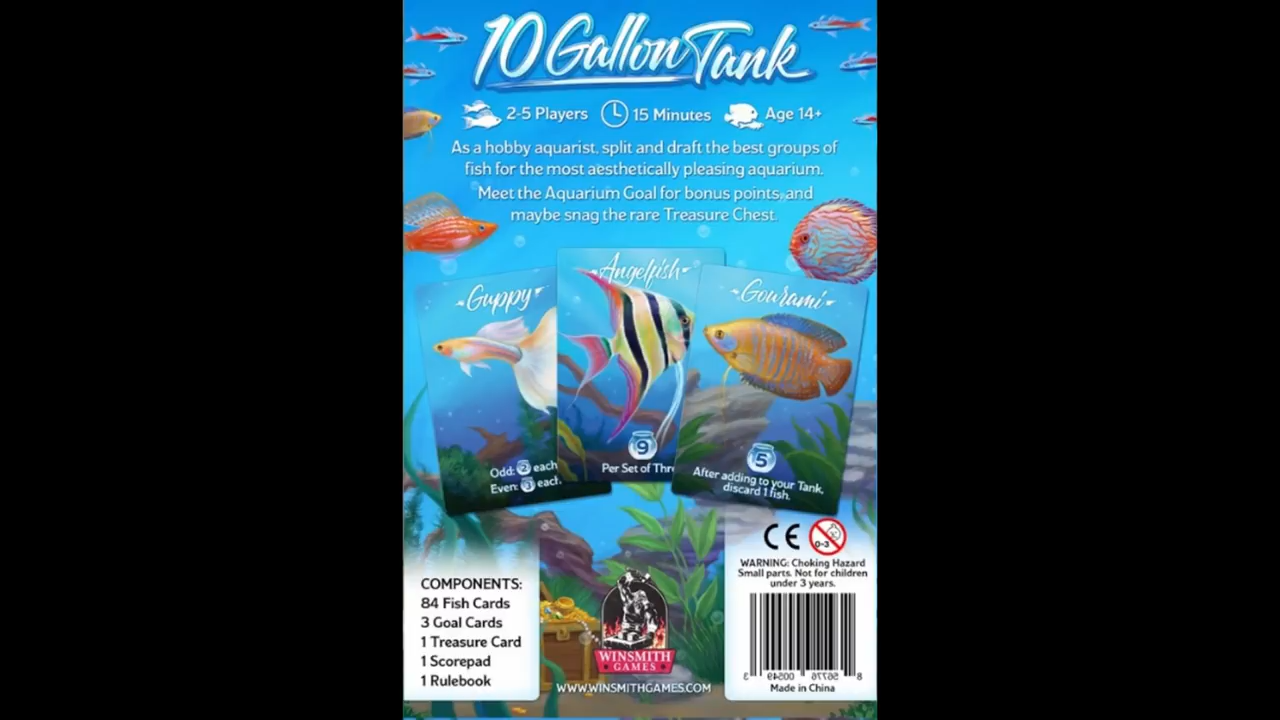 10 Gallon Tank
2-5 Players 15 Minutes Age 14+
As a hobby aquarist, split and draft the best groups of
fish for the most aesthetically pleasing aquarium.
Meet the Aquarium Goal for bonus points, and
maybe snag the rare Treasure Chest.
Guppy
Odd: 2 each
Even: 3 each.
Angelfish
9
Per Set of Thre
Gourami
5
After adding to your Tank,
discard 1 fish.
CE 0-3
WARNING: Choking Hazard
Small parts. Not for children
under 3 years.
COMPONENTS:
84 Fish Cards
3 Goal Cards
1 Treasure Card
1 Scorepad
1 Rulebook
WINSMITH
GAMES
WWW.WINSMITHGAMES.COM
3 00549 56776 8
Made in China